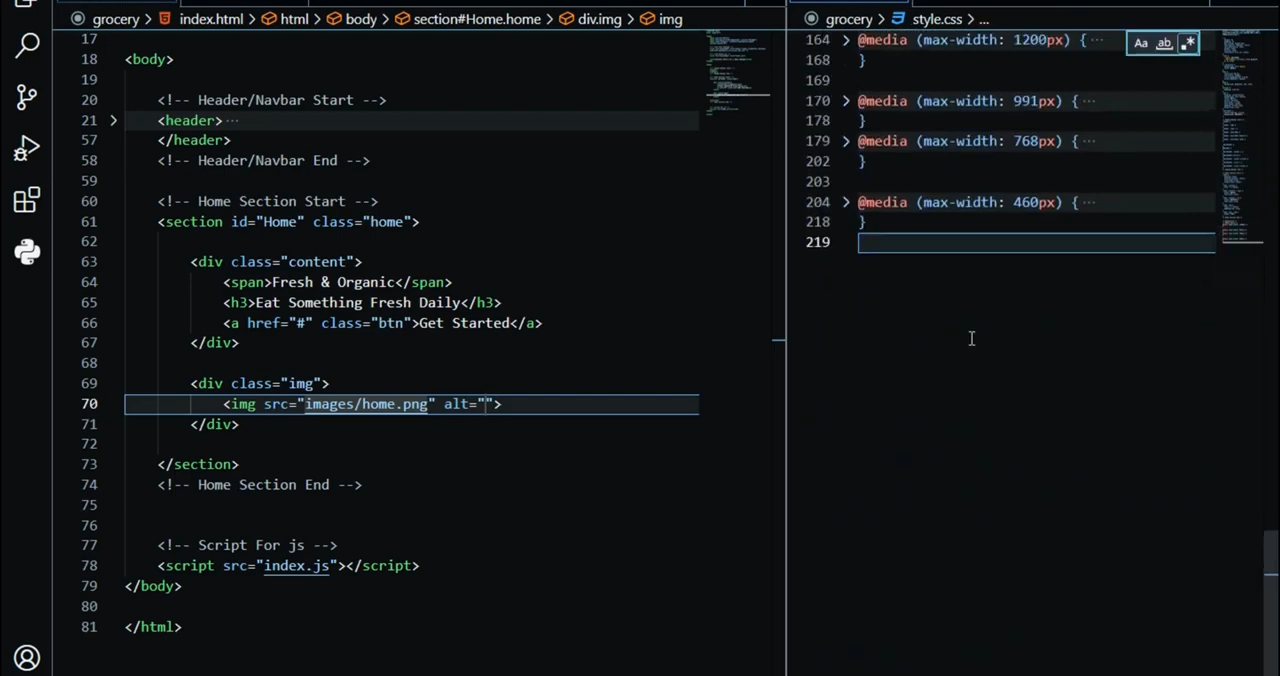 grocery > index.html > html > body > section#Home.home > div.img > img
17
18 <body>
19
20 <!-- Header/Navbar Start -->
21 <header> ...
57 </header>
58 <!-- Header/Navbar End -->
59
60 <!-- Home Section Start -->
61 <section id="Home" class="home">
62
63 <div class="content">
64 <span>Fresh & Organic</span>
65 <h3>Eat Something Fresh Daily</h3>
66 <a href="#" class="btn">Get Started</a>
67 </div>
68
69 <div class="img">
70 <img src="images/home.png" alt="">
71 </div>
72
73 </section>
74 <!-- Home Section End -->
75
76
77 <!-- Script For js -->
78 <script src="index.js"></script>
79 </body>
80
81 </html>
grocery > style.css > ...
Aa ab .*
164 @media (max-width: 1200px) { ...
168 }
169
170 @media (max-width: 991px) { ...
178 }
179 @media (max-width: 768px) { ...
202 }
203
204 @media (max-width: 460px) { ...
218 }
219